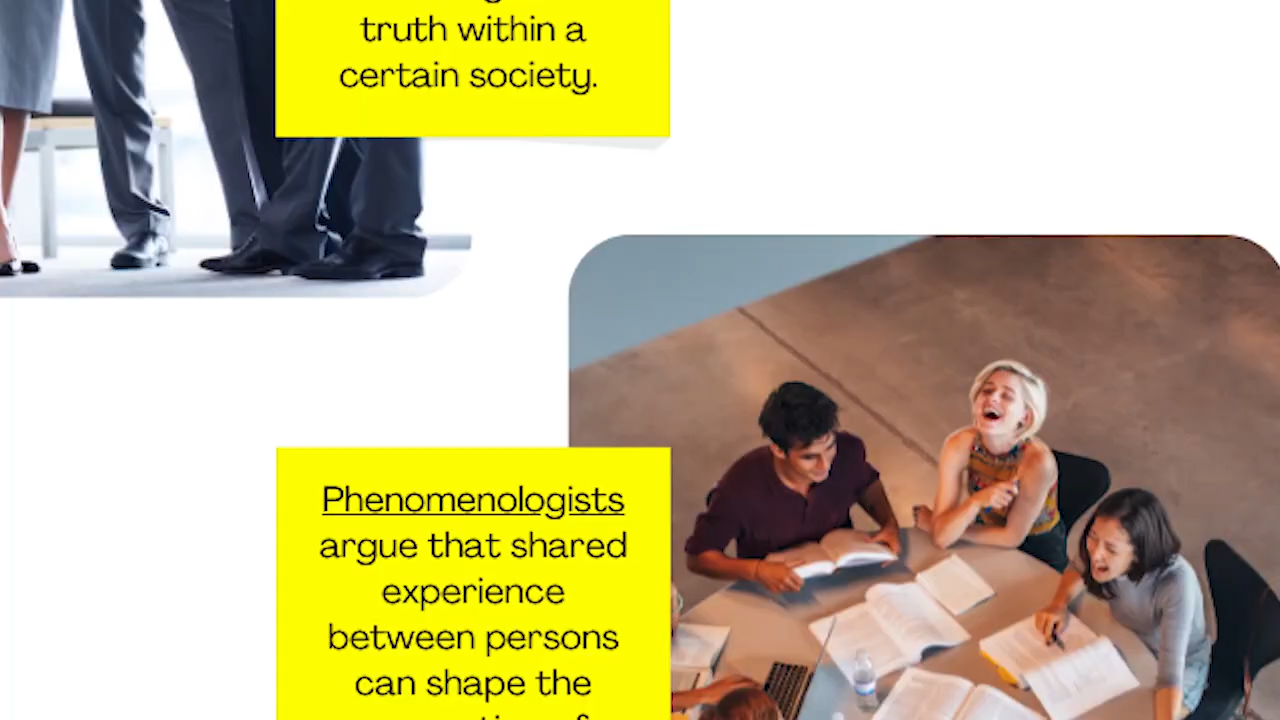 truth within a
certain society.
Phenomenologists
argue that shared
experience
between persons
can shape the